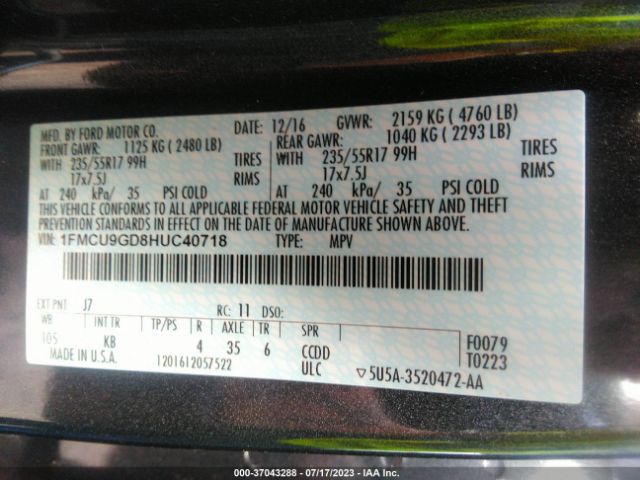 MFD. BY FORD MOTOR CO. DATE: 12/16 GVWR: 2159 KG ( 4760 LB)
FRONT GAWR: 1125 KG ( 2480 LB) REAR GAWR: 1040 KG ( 2293 LB)
WITH 235/55R17 99H TIRES WITH 235/55R17 99H TIRES
17x7.5J RIMS 17x7.5J RIMS
AT 240 kPa/ 35 PSI COLD AT 240 kPa/ 35 PSI COLD
THIS VEHICLE CONFORMS TO ALL APPLICABLE FEDERAL MOTOR VEHICLE SAFETY AND THEFT
PREVENTION STANDARDS IN EFFECT ON THE DATE OF MANUFACTURE SHOWN ABOVE.
VIN: 1FMCU9GD8HUC40718 TYPE: MPV
EXT PNT J7 RC: 11 DSO:
WB INT TR TP/PS R AXLE TR SPR F0079
105 KB 4 35 6 CCDD T0223
MADE IN U.S.A. 1201612057522 ULC ▽5U5A-3520472-AA
000-37043288 - 07/17/2023 - IAA Inc.